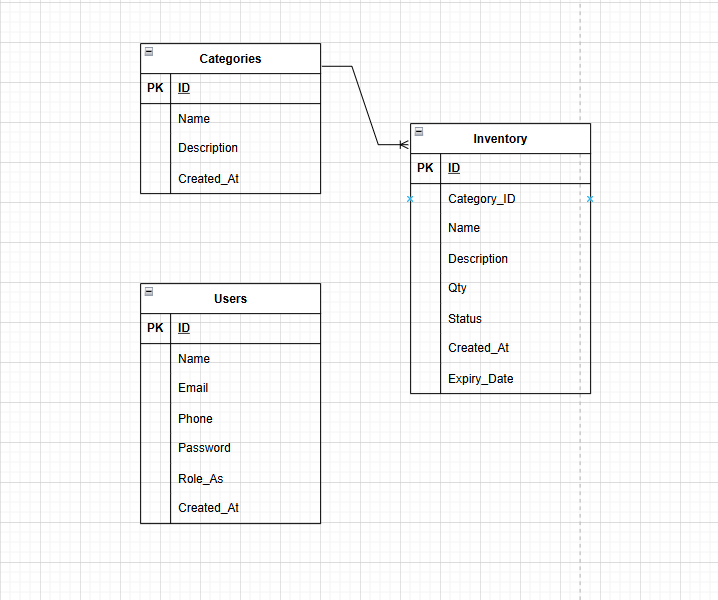 Categories
PK ID
Name
Description
Created_At
Inventory
PK ID
Category_ID
Name
Description
Qty
Status
Created_At
Expiry_Date
Users
PK ID
Name
Email
Phone
Password
Role_As
Created_At